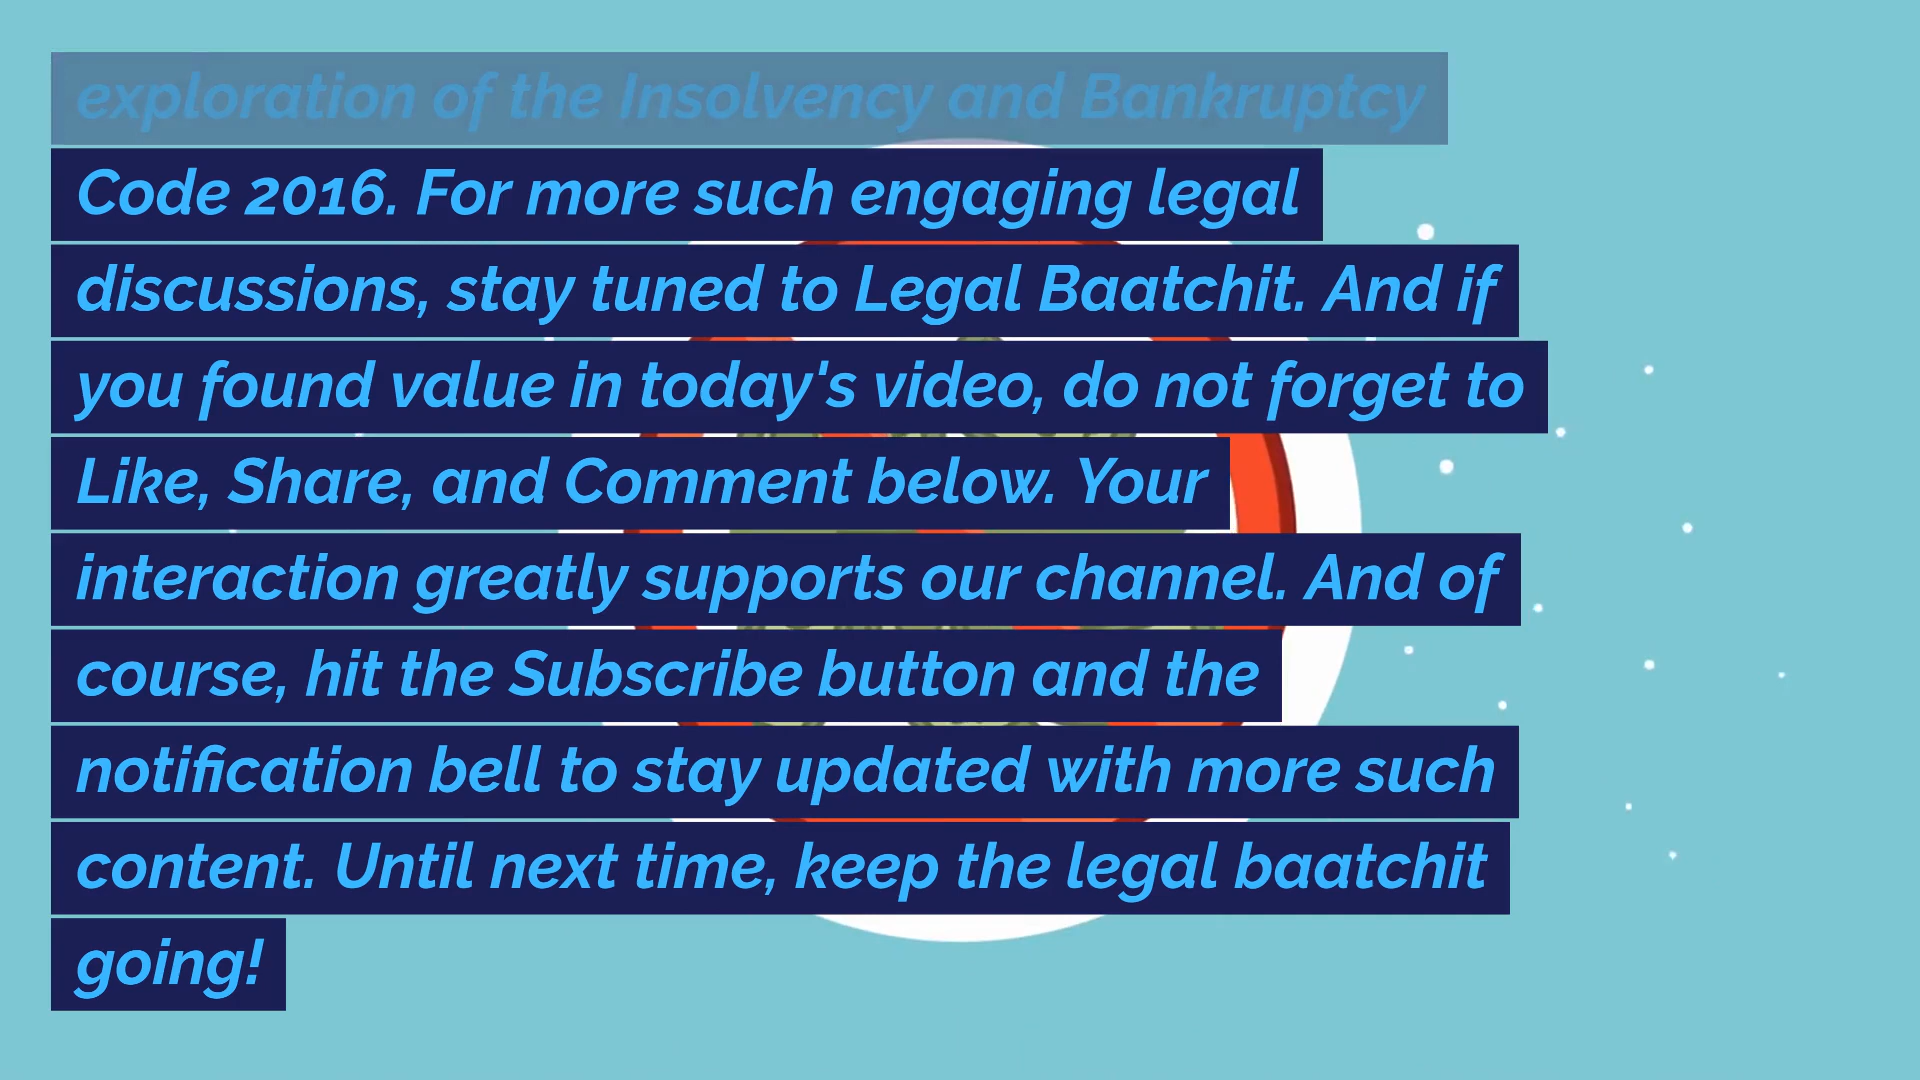 exploration of the Insolvency and Bankruptcy
Code 2016. For more such engaging legal
discussions, stay tuned to Legal Baatchit. And if
you found value in today's video, do not forget to
Like, Share, and Comment below. Your
interaction greatly supports our channel. And of
course, hit the Subscribe button and the
notification bell to stay updated with more such
content. Until next time, keep the legal baatchit
going!